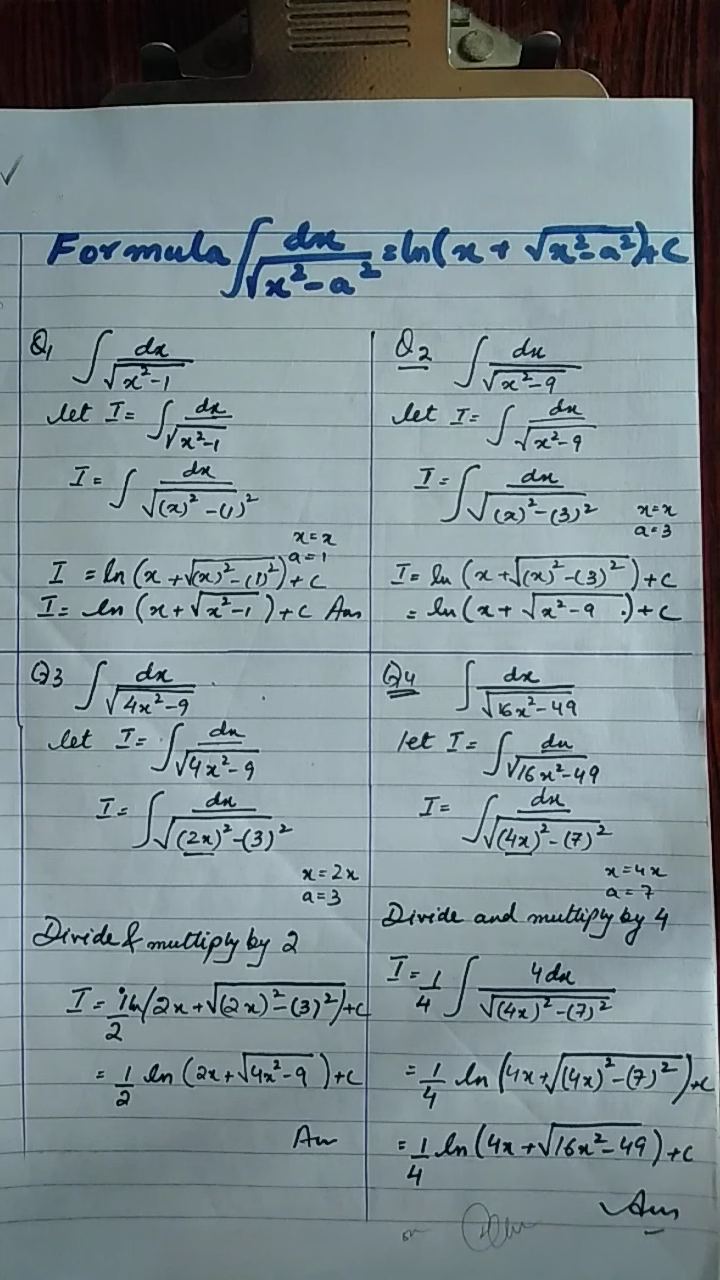 Formula ∫ dx/√(x²-a²) = ln(x + √(x²-a²)) + C
Q1 ∫ dx/√(x²-1)
let I = ∫ dx/√(x²-1)
I = ∫ dx/√((x)²-(1)²)
x = x
a = 1
I = ln (x + √((x)²-(1)²)) + C
I = ln (x + √(x²-1)) + C Ans
Q2 ∫ dx/√(x²-9)
let I = ∫ dx/√(x²-9)
I = ∫ dx/√((x)²-(3)²)
x = x
a = 3
I = ln (x + √((x)²-(3)²)) + C
= ln (x + √(x²-9)) + C
Q3 ∫ dx/√(4x²-9)
let I = ∫ dx/√(4x²-9)
I = ∫ dx/√((2x)²-(3)²)
x = 2x
a = 3
Divide & multiply by 2
I = 1/2 ln(2x + √((2x)²-(3)²)) + C
= 1/2 ln (2x + √(4x²-9)) + C
Ans
Q4 ∫ dx/√(16x²-49)
let I = ∫ dx/√(16x²-49)
I = ∫ dx/√((4x)²-(7)²)
x = 4x
a = 7
Divide and multiply by 4
I = 1/4 ∫ 4dx/√((4x)²-(7)²)
= 1/4 ln (4x + √((4x)²-(7)²)) + C
= 1/4 ln (4x + √(16x²-49)) + C
Ans